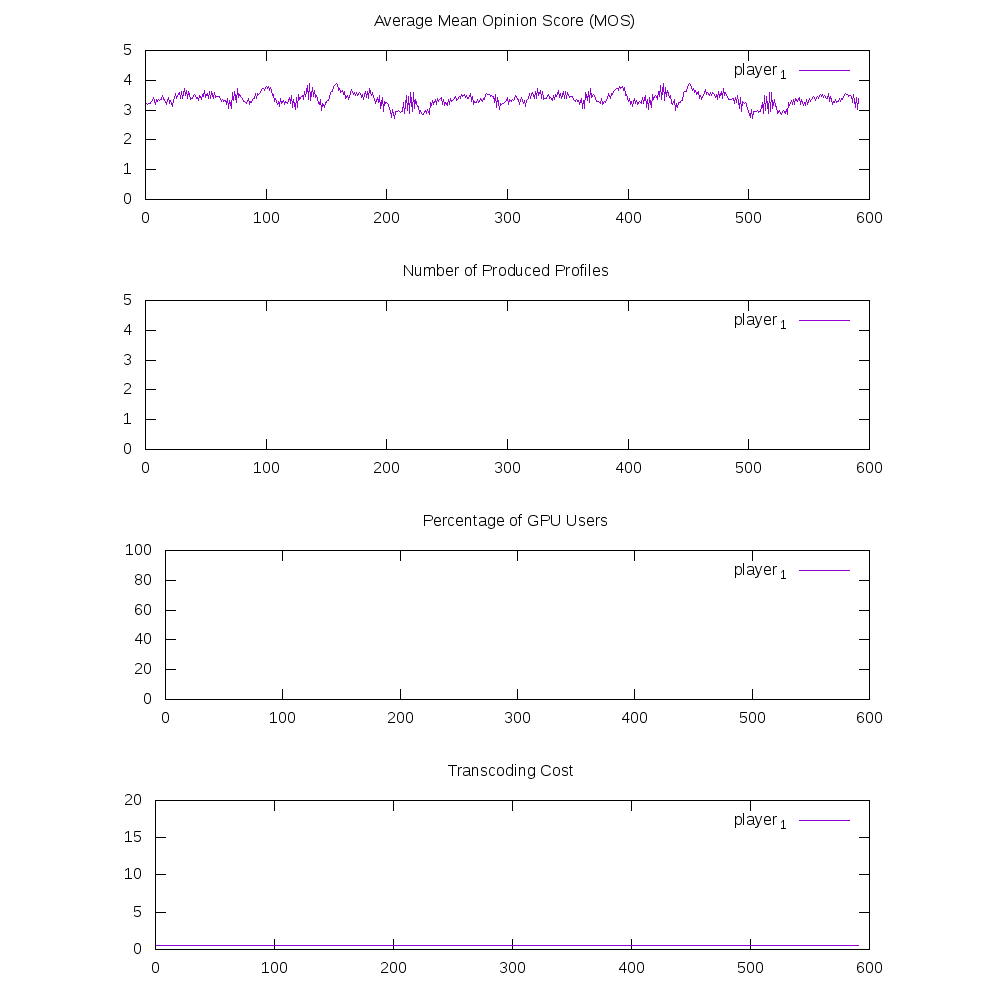 Average Mean Opinion Score (MOS)
5
player 1
4
3
2
1
0
0 100 200 300 400 500 600
Number of Produced Profiles
5
player 1
4
3
2
1
0
0 100 200 300 400 500 600
Percentage of GPU Users
100
player 1
80
60
40
20
0
0 100 200 300 400 500 600
Transcoding Cost
20
player 1
15
10
5
0
0 100 200 300 400 500 600